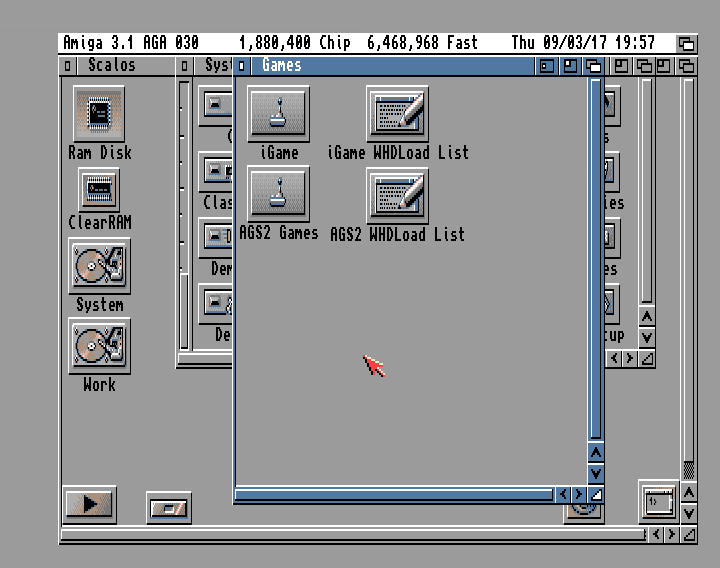 Amiga 3.1 AGA 030 1,880,400 Chip 6,468,968 Fast Thu 09/03/17 19:57
Scalos Syst Games
Ram Disk
ClearRAM
System
Work
Clas
Dem
De
iGame iGame WHDLoad List
AGS2 Games AGS2 WHDLoad List
s
ies
es
up